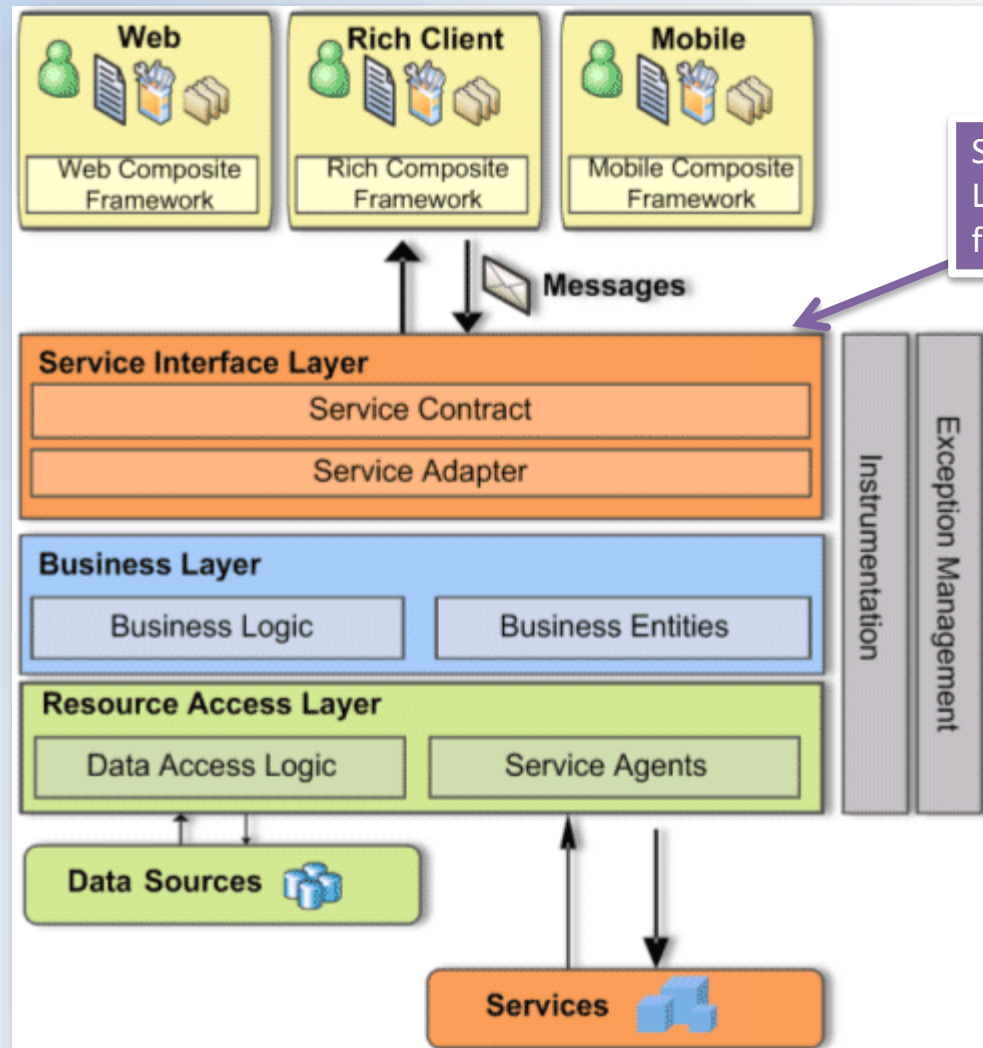 Web
Rich Client
Mobile
Web Composite
Framework
Rich Composite
Framework
Mobile Composite
Framework
Messages
Service Interface Layer
Service Contract
Service Adapter
Business Layer
Business Logic
Business Entities
Resource Access Layer
Data Access Logic
Service Agents
Instrumentation
Exception Management
Data Sources
Services